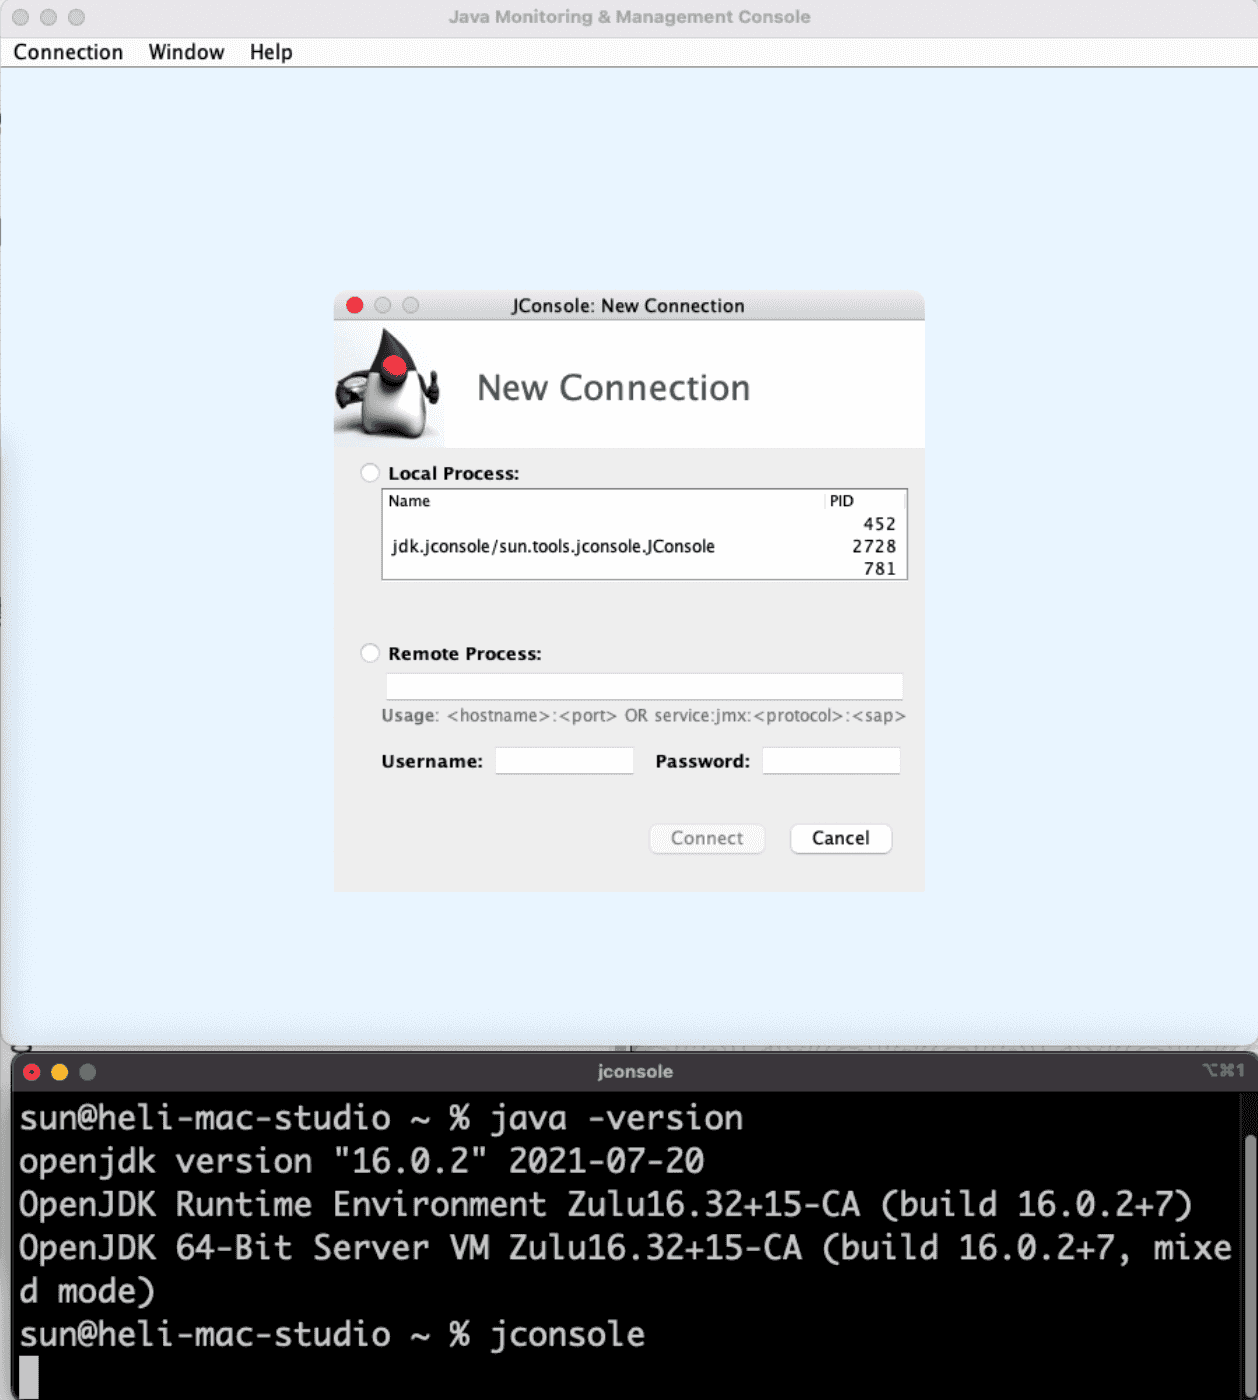 Java Monitoring & Management Console
Connection Window Help
JConsole: New Connection
New Connection
Local Process:
Name PID
452
jdk.jconsole/sun.tools.jconsole.JConsole 2728
781
Remote Process:
Usage: <hostname>:<port> OR service:jmx:<protocol>:<sap>
Username: Password:
Connect Cancel
jconsole ⌥⌘1
sun@heli-mac-studio ~ % java -version
openjdk version "16.0.2" 2021-07-20
OpenJDK Runtime Environment Zulu16.32+15-CA (build 16.0.2+7)
OpenJDK 64-Bit Server VM Zulu16.32+15-CA (build 16.0.2+7, mixe
d mode)
sun@heli-mac-studio ~ % jconsole